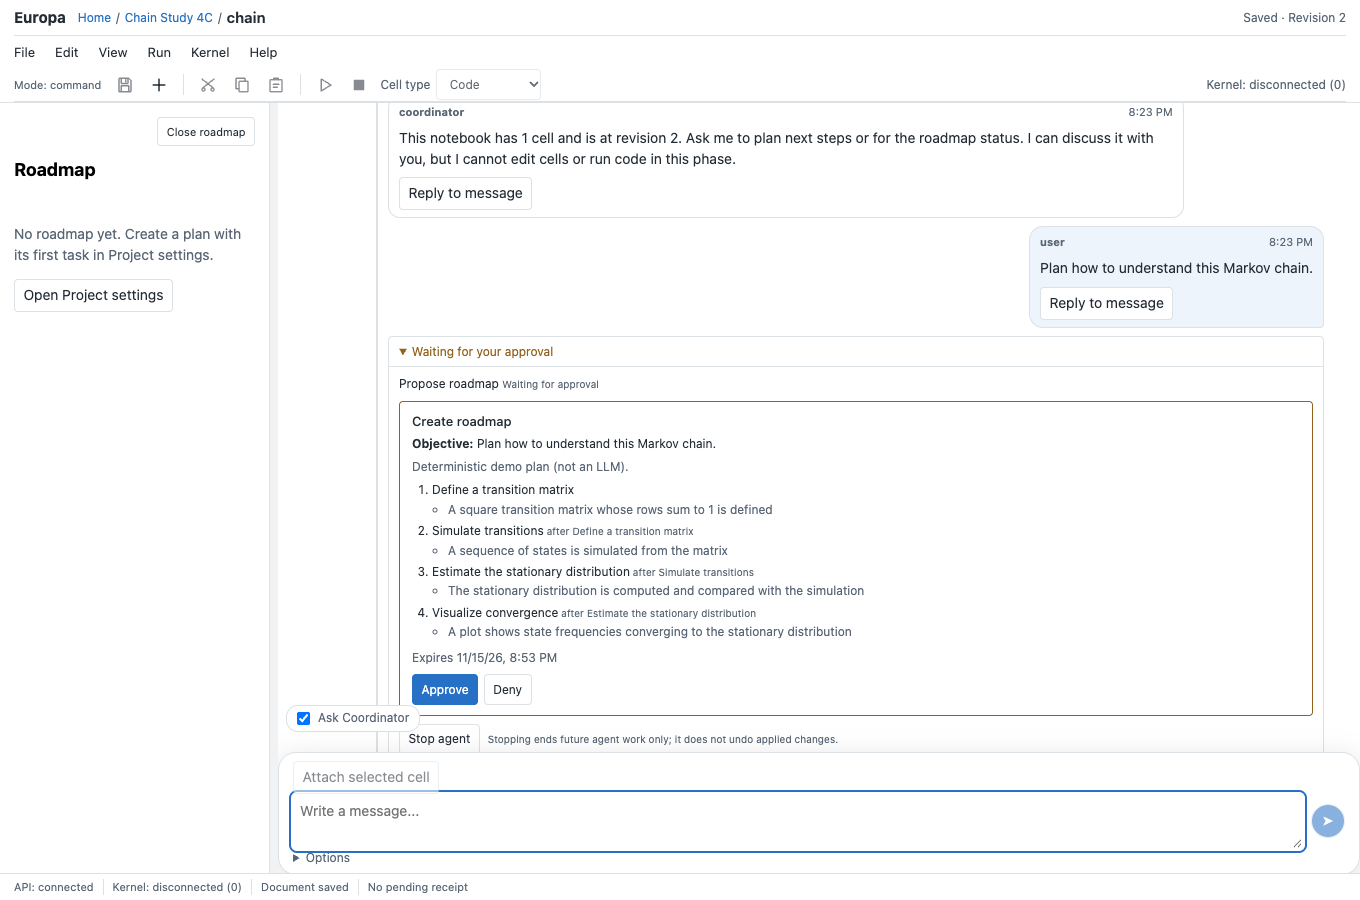 Europa Home / Chain Study 4C / chain
Saved · Revision 2
File Edit View Run Kernel Help
Mode: command
Cell type Code
Kernel: disconnected (0)
Close roadmap
Roadmap
No roadmap yet. Create a plan with
its first task in Project settings.
Open Project settings
coordinator 8:23 PM
This notebook has 1 cell and is at revision 2. Ask me to plan next steps or for the roadmap status. I can discuss it with
you, but I cannot edit cells or run code in this phase.
Reply to message
user 8:23 PM
Plan how to understand this Markov chain.
Reply to message
Waiting for your approval
Propose roadmap Waiting for approval
Create roadmap
Objective: Plan how to understand this Markov chain.
Deterministic demo plan (not an LLM).
1. Define a transition matrix
A square transition matrix whose rows sum to 1 is defined
2. Simulate transitions after Define a transition matrix
A sequence of states is simulated from the matrix
3. Estimate the stationary distribution after Simulate transitions
The stationary distribution is computed and compared with the simulation
4. Visualize convergence after Estimate the stationary distribution
A plot shows state frequencies converging to the stationary distribution
Expires 11/15/26, 8:53 PM
Approve Deny
Ask Coordinator
Stop agent Stopping ends future agent work only; it does not undo applied changes.
Attach selected cell
Write a message...
Options
API: connected Kernel: disconnected (0) Document saved No pending receipt